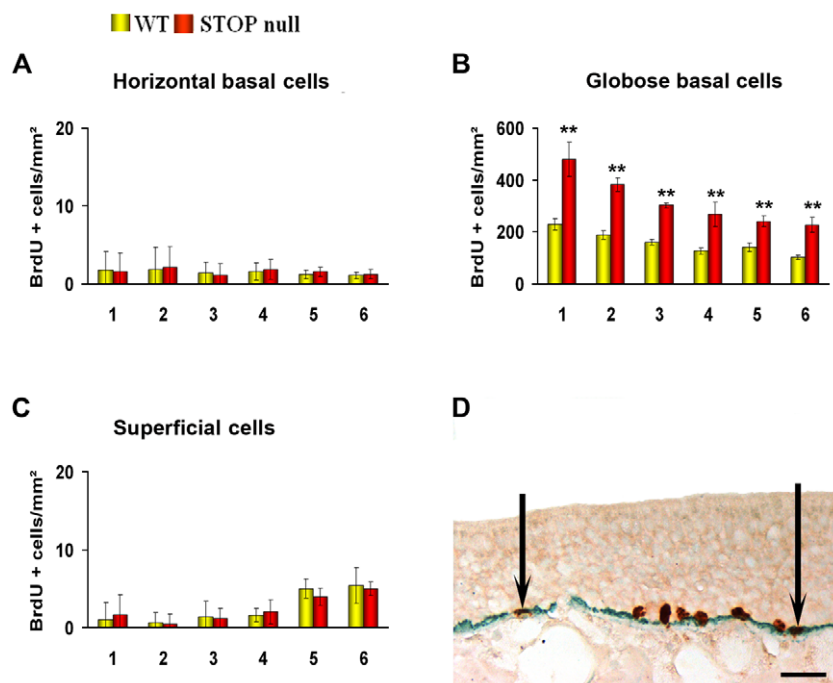 WT STOP null
A
Horizontal basal cells
BrdU + cells/mm²
20
10
0
1 2 3 4 5 6
B
Globose basal cells
BrdU + cells/mm²
600
400
200
0
** ** ** ** ** **
1 2 3 4 5 6
C
Superficial cells
BrdU + cells/mm²
20
10
0
1 2 3 4 5 6
D